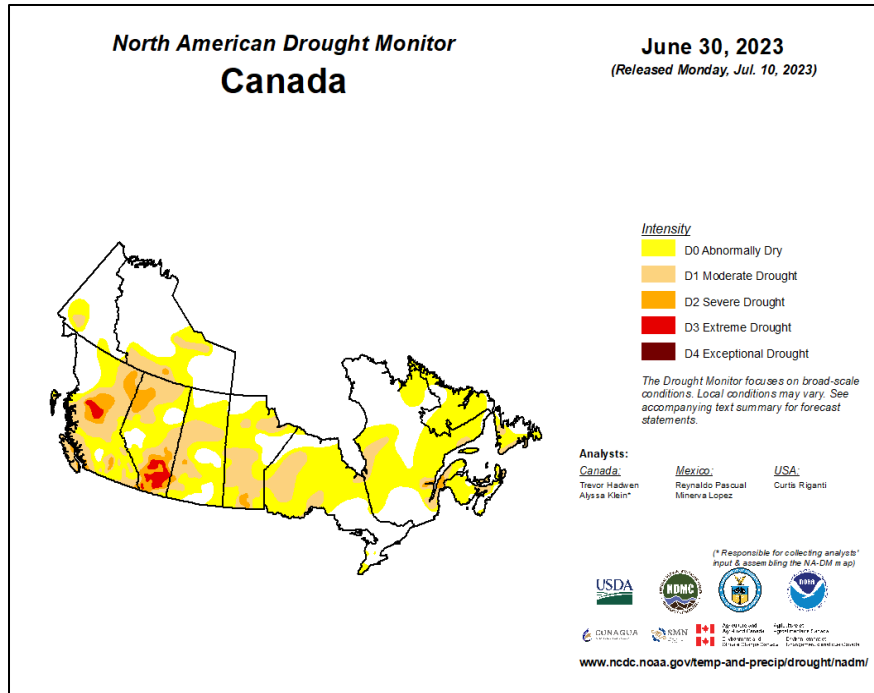 North American Drought Monitor
Canada
June 30, 2023
(Released Monday, Jul. 10, 2023)
Intensity
D0 Abnormally Dry
D1 Moderate Drought
D2 Severe Drought
D3 Extreme Drought
D4 Exceptional Drought
The Drought Monitor focuses on broad-scale
conditions. Local conditions may vary. See
accompanying text summary for forecast
statements.
Analysts:
Canada: Mexico: USA:
Trevor Hadwen Reynaldo Pascual Curtis Riganti
Alyssa Klein* Minerva Lopez
(* Responsible for collecting analysts'
input & assembling the NA-DM map)
USDA NDMC noaa
CONAGUA SMN
www.ncdc.noaa.gov/temp-and-precip/drought/nadm/